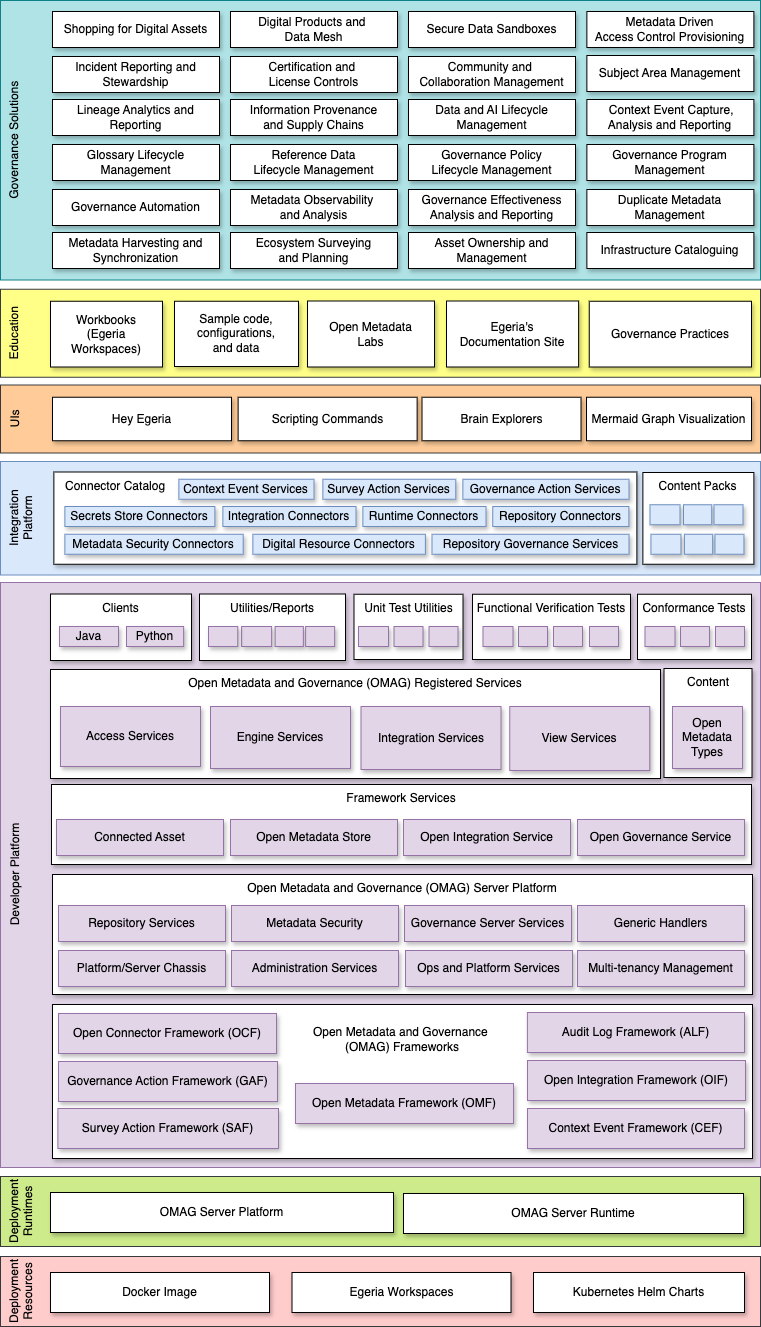 Governance Solutions
Shopping for Digital Assets
Digital Products and
Data Mesh
Secure Data Sandboxes
Metadata Driven
Access Control Provisioning
Incident Reporting and
Stewardship
Certification and
License Controls
Community and
Collaboration Management
Subject Area Management
Lineage Analytics and
Reporting
Information Provenance
and Supply Chains
Data and AI Lifecycle
Management
Context Event Capture,
Analysis and Reporting
Glossary Lifecycle
Management
Reference Data
Lifecycle Management
Governance Policy
Lifecycle Management
Governance Program
Management
Governance Automation
Metadata Observability
and Analysis
Governance Effectiveness
Analysis and Reporting
Duplicate Metadata
Management
Metadata Harvesting and
Synchronization
Ecosystem Surveying
and Planning
Asset Ownership and
Management
Infrastructure Cataloguing
Education
Workbooks
(Egeria
Workspaces)
Sample code,
configurations,
and data
Open Metadata
Labs
Egeria's
Documentation Site
Governance Practices
UIs
Hey Egeria
Scripting Commands
Brain Explorers
Mermaid Graph Visualization
Integration
Platform
Connector Catalog
Context Event Services
Survey Action Services
Governance Action Services
Secrets Store Connectors
Integration Connectors
Runtime Connectors
Repository Connectors
Metadata Security Connectors
Digital Resource Connectors
Repository Governance Services
Content Packs
Developer Platform
Clients
Java
Python
Utilities/Reports
Unit Test Utilities
Functional Verification Tests
Conformance Tests
Open Metadata and Governance (OMAG) Registered Services
Access Services
Engine Services
Integration Services
View Services
Content
Open
Metadata
Types
Framework Services
Connected Asset
Open Metadata Store
Open Integration Service
Open Governance Service
Open Metadata and Governance (OMAG) Server Platform
Repository Services
Metadata Security
Governance Server Services
Generic Handlers
Platform/Server Chassis
Administration Services
Ops and Platform Services
Multi-tenancy Management
Open Metadata and Governance
(OMAG) Frameworks
Open Connector Framework (OCF)
Audit Log Framework (ALF)
Governance Action Framework (GAF)
Open Metadata Framework (OMF)
Open Integration Framework (OIF)
Survey Action Framework (SAF)
Context Event Framework (CEF)
Deployment
Runtimes
OMAG Server Platform
OMAG Server Runtime
Deployment
Resources
Docker Image
Egeria Workspaces
Kubernetes Helm Charts